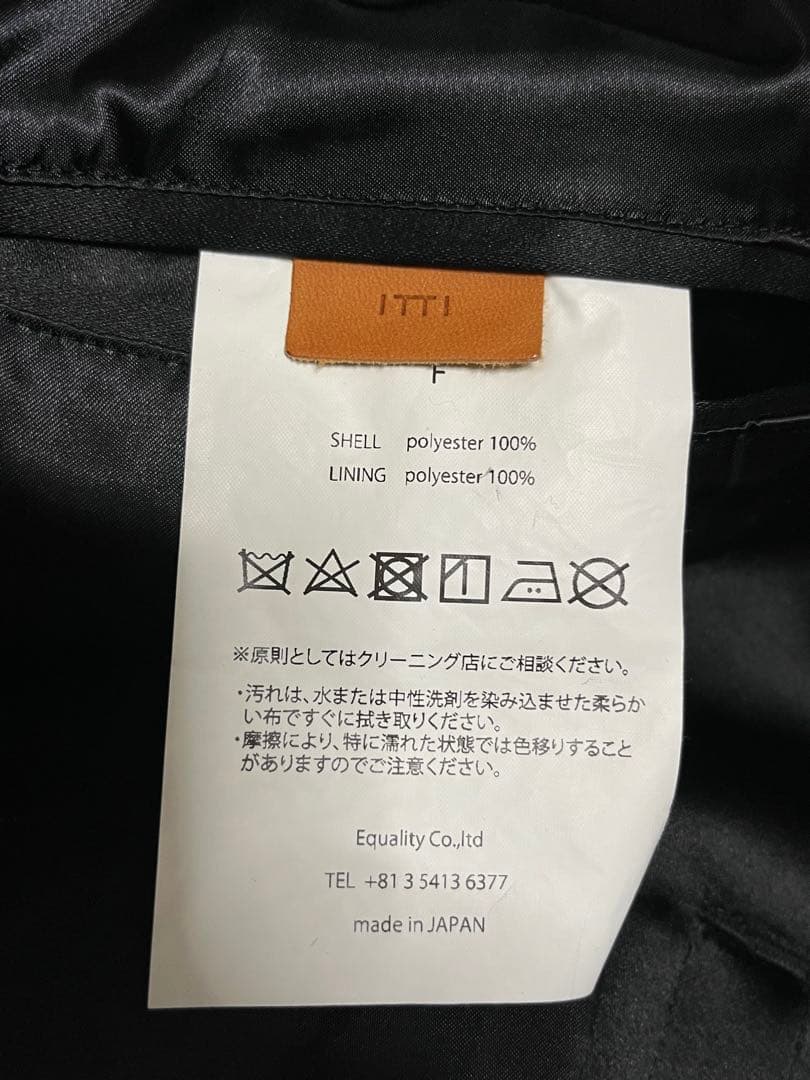 ITTI
F
SHELL polyester 100%
LINING polyester 100%
※原則としてはクリーニング店にご相談ください。
・汚れは、水または中性洗剤を染み込ませた柔らか
い布ですぐに拭き取りください。
・摩擦により、特に濡れた状態では色移りすること
がありますのでご注意ください。
Equality Co.,ltd
TEL +81 3 5413 6377
made in JAPAN